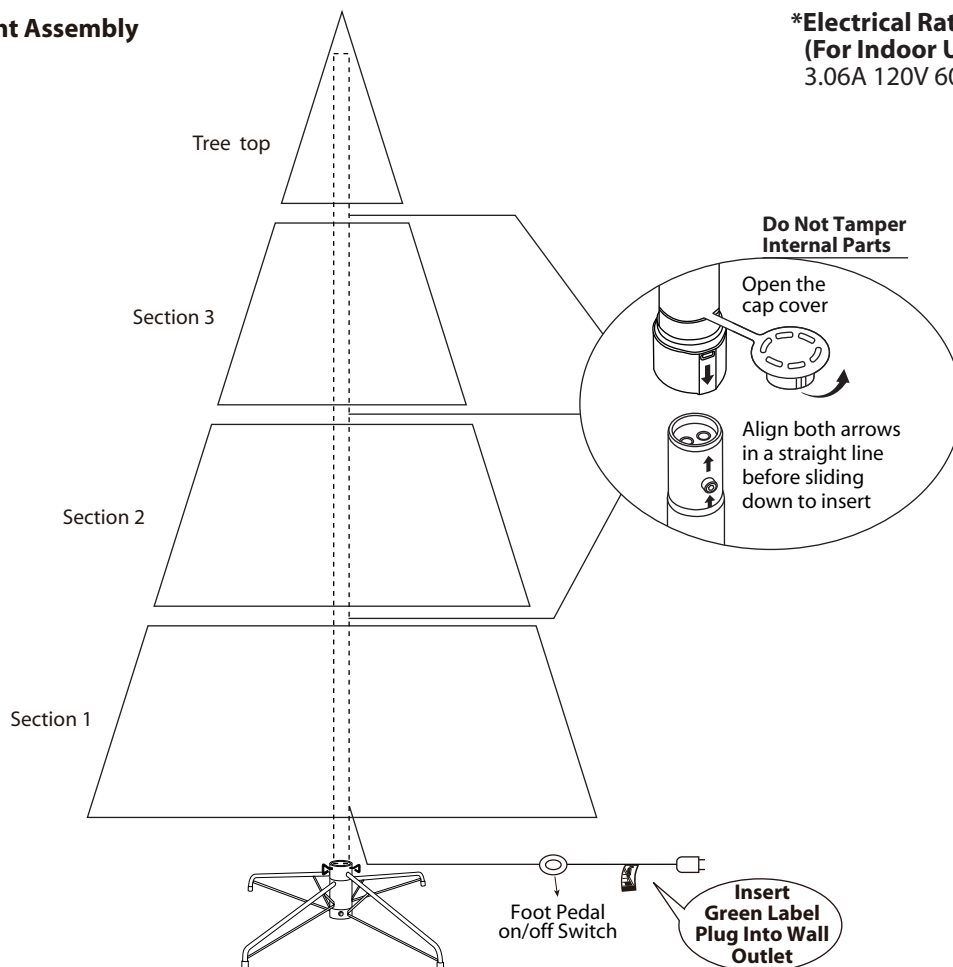 nt Assembly
*Electrical Rat
(For Indoor U
3.06A 120V 60
Tree top
Do Not Tamper
Internal Parts
Open the
cap cover
Section 3
Align both arrows
in a straight line
before sliding
down to insert
Section 2
Section 1
Foot Pedal
on/off Switch
Insert
Green Label
Plug Into Wall
Outlet